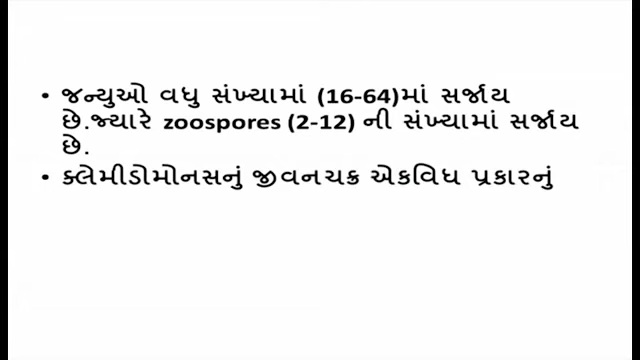 • જન્યુઓ વધુ સંખ્યામાં (16-64)માં સર્જાય
છે.જ્યારે zoospores (2-12) ની સંખ્યામાં સર્જાય
છે.
• ક્લેમીડોમોનસનું જીવનચક્ર એકવિધ પ્રકારનું